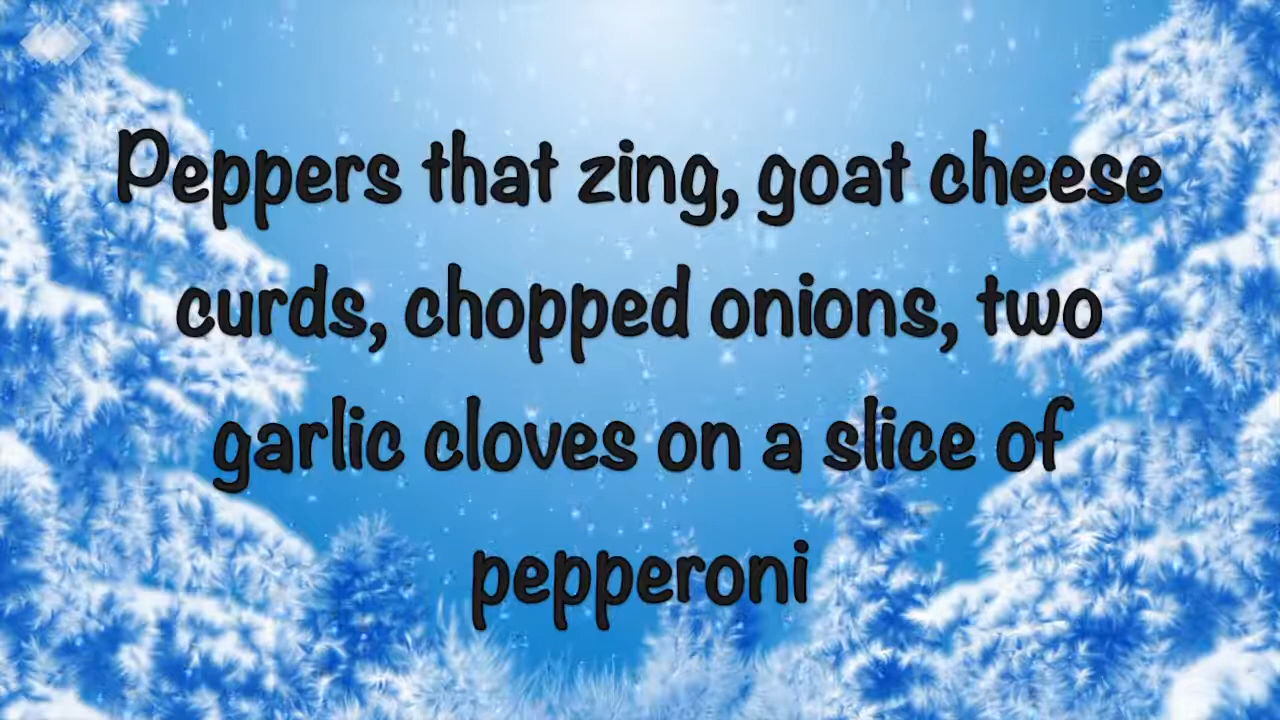 Peppers that zing, goat cheese
curds, chopped onions, two
garlic cloves on a slice of
pepperoni